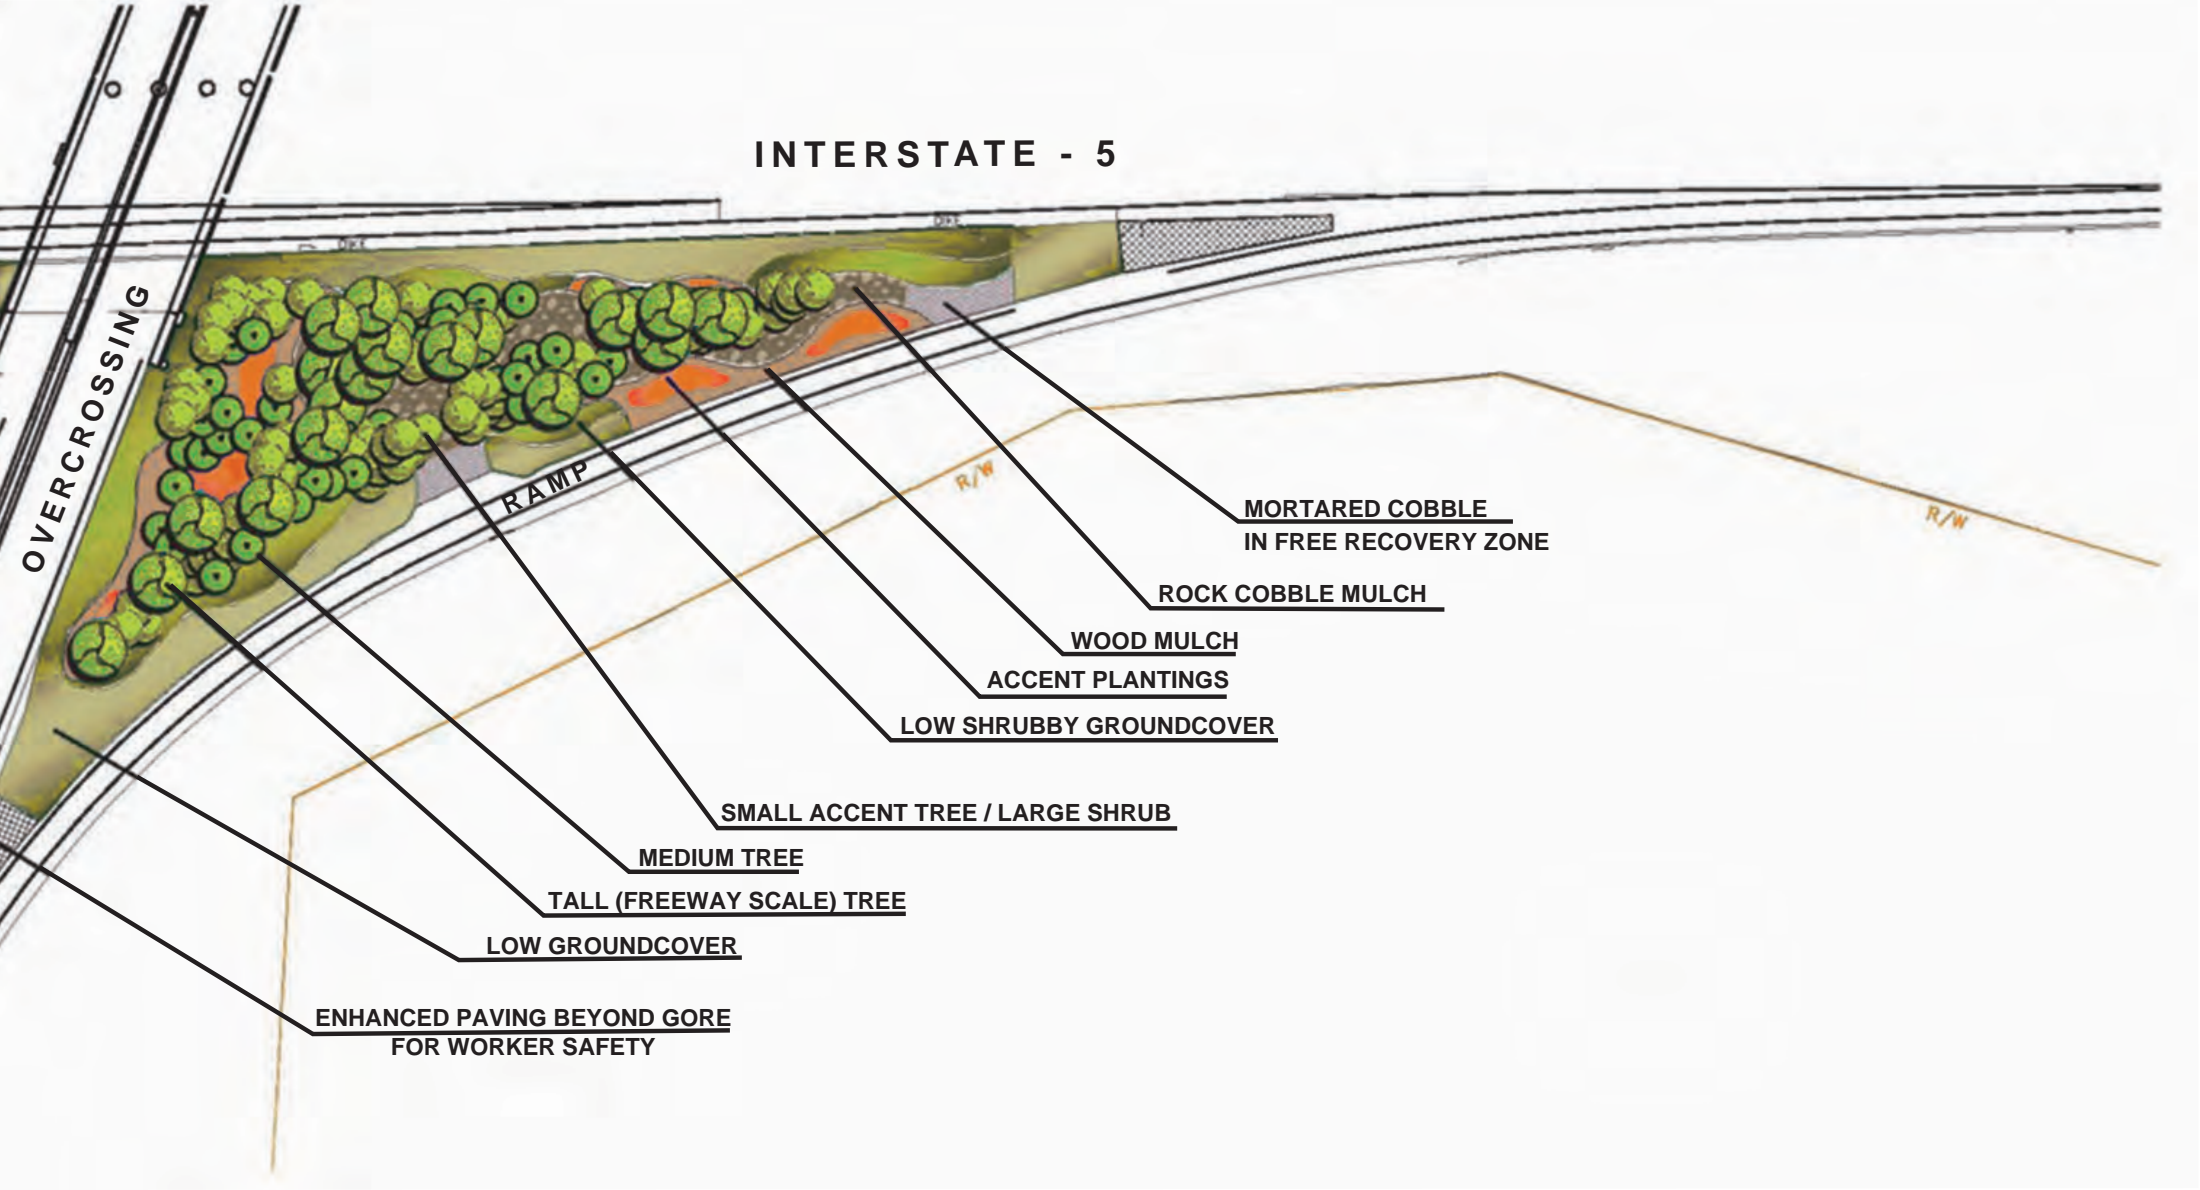 INTERSTATE - 5
DIKE
DIKE
OVERCROSSING
RAMP
R/W
R/W
MORTARED COBBLE
IN FREE RECOVERY ZONE
ROCK COBBLE MULCH
WOOD MULCH
ACCENT PLANTINGS
LOW SHRUBBY GROUNDCOVER
SMALL ACCENT TREE / LARGE SHRUB
MEDIUM TREE
TALL (FREEWAY SCALE) TREE
LOW GROUNDCOVER
ENHANCED PAVING BEYOND GORE
FOR WORKER SAFETY